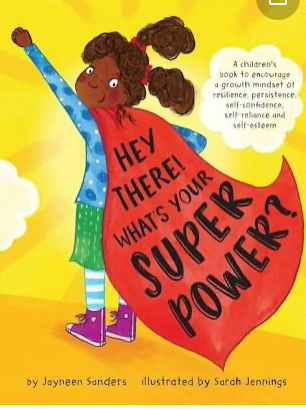 A children's
book to encourage
a growth mindset of
resilience, persistence,
self-confidence,
self-reliance and
self-esteem
HEY
THERE!
WHAT'S YOUR
SUPER
POWER?
by Jayneen Sanders illustrated by Sarah Jennings